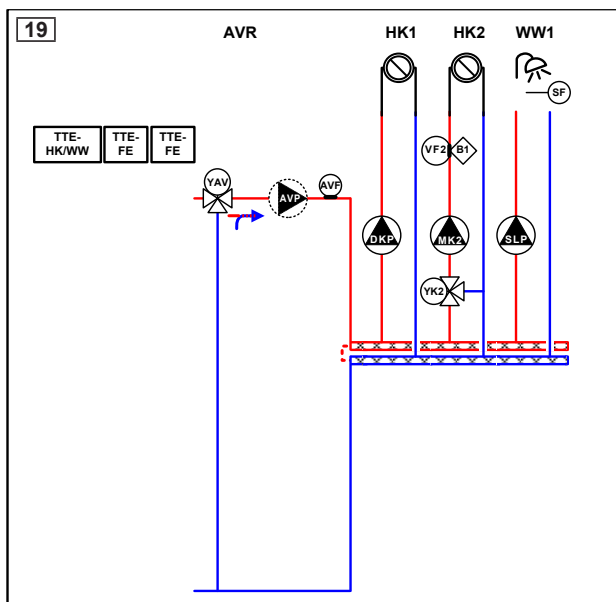 19
AVR
HK1
HK2
WW1
SF
TTE-
HK/WW
TTE-
FE
TTE-
FE
VF2
B1
YAV
AVF
AVP
DKP
MK2
SLP
YK2